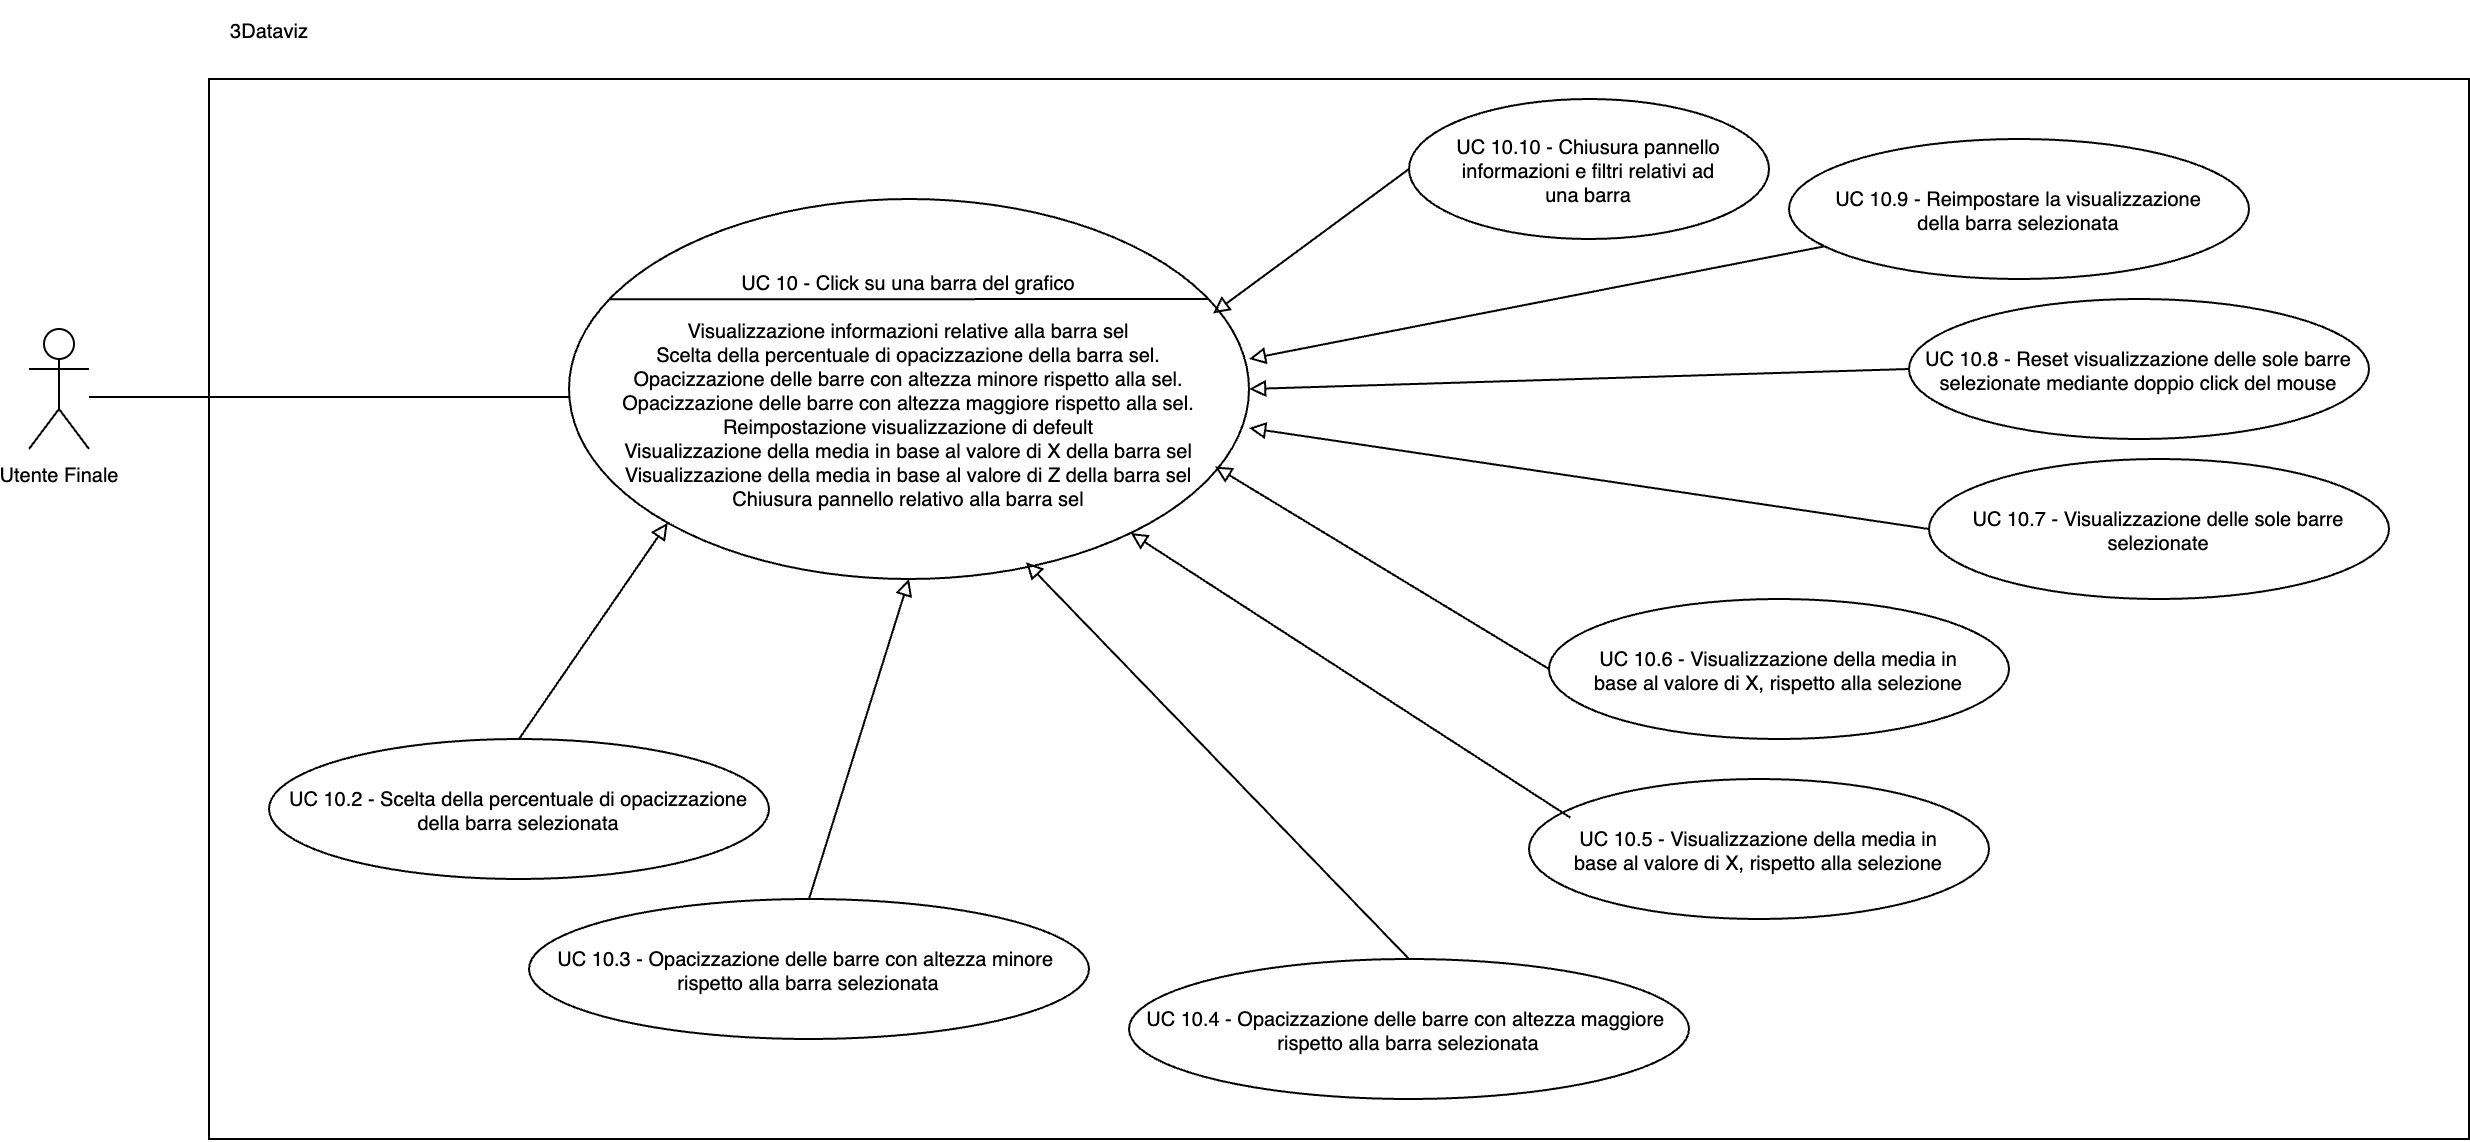 3Dataviz
UC 10.10 - Chiusura pannello
informazioni e filtri relativi ad
una barra
UC 10.9 - Reimpostare la visualizzazione
della barra selezionata
UC 10 - Click su una barra del grafico
Visualizzazione informazioni relative alla barra sel
Scelta della percentuale di opacizzazione della barra sel.
Opacizzazione delle barre con altezza minore rispetto alla sel.
Opacizzazione delle barre con altezza maggiore rispetto alla sel.
Reimpostazione visualizzazione di defeult
Visualizzazione della media in base al valore di X della barra sel
Visualizzazione della media in base al valore di Z della barra sel
Chiusura pannello relativo alla barra sel
UC 10.8 - Reset visualizzazione delle sole barre
selezionate mediante doppio click del mouse
Utente Finale
UC 10.7 - Visualizzazione delle sole barre
selezionate
UC 10.6 - Visualizzazione della media in
base al valore di X, rispetto alla selezione
UC 10.2 - Scelta della percentuale di opacizzazione
della barra selezionata
UC 10.5 - Visualizzazione della media in
base al valore di X, rispetto alla selezione
UC 10.3 - Opacizzazione delle barre con altezza minore
rispetto alla barra selezionata
UC 10.4 - Opacizzazione delle barre con altezza maggiore
rispetto alla barra selezionata